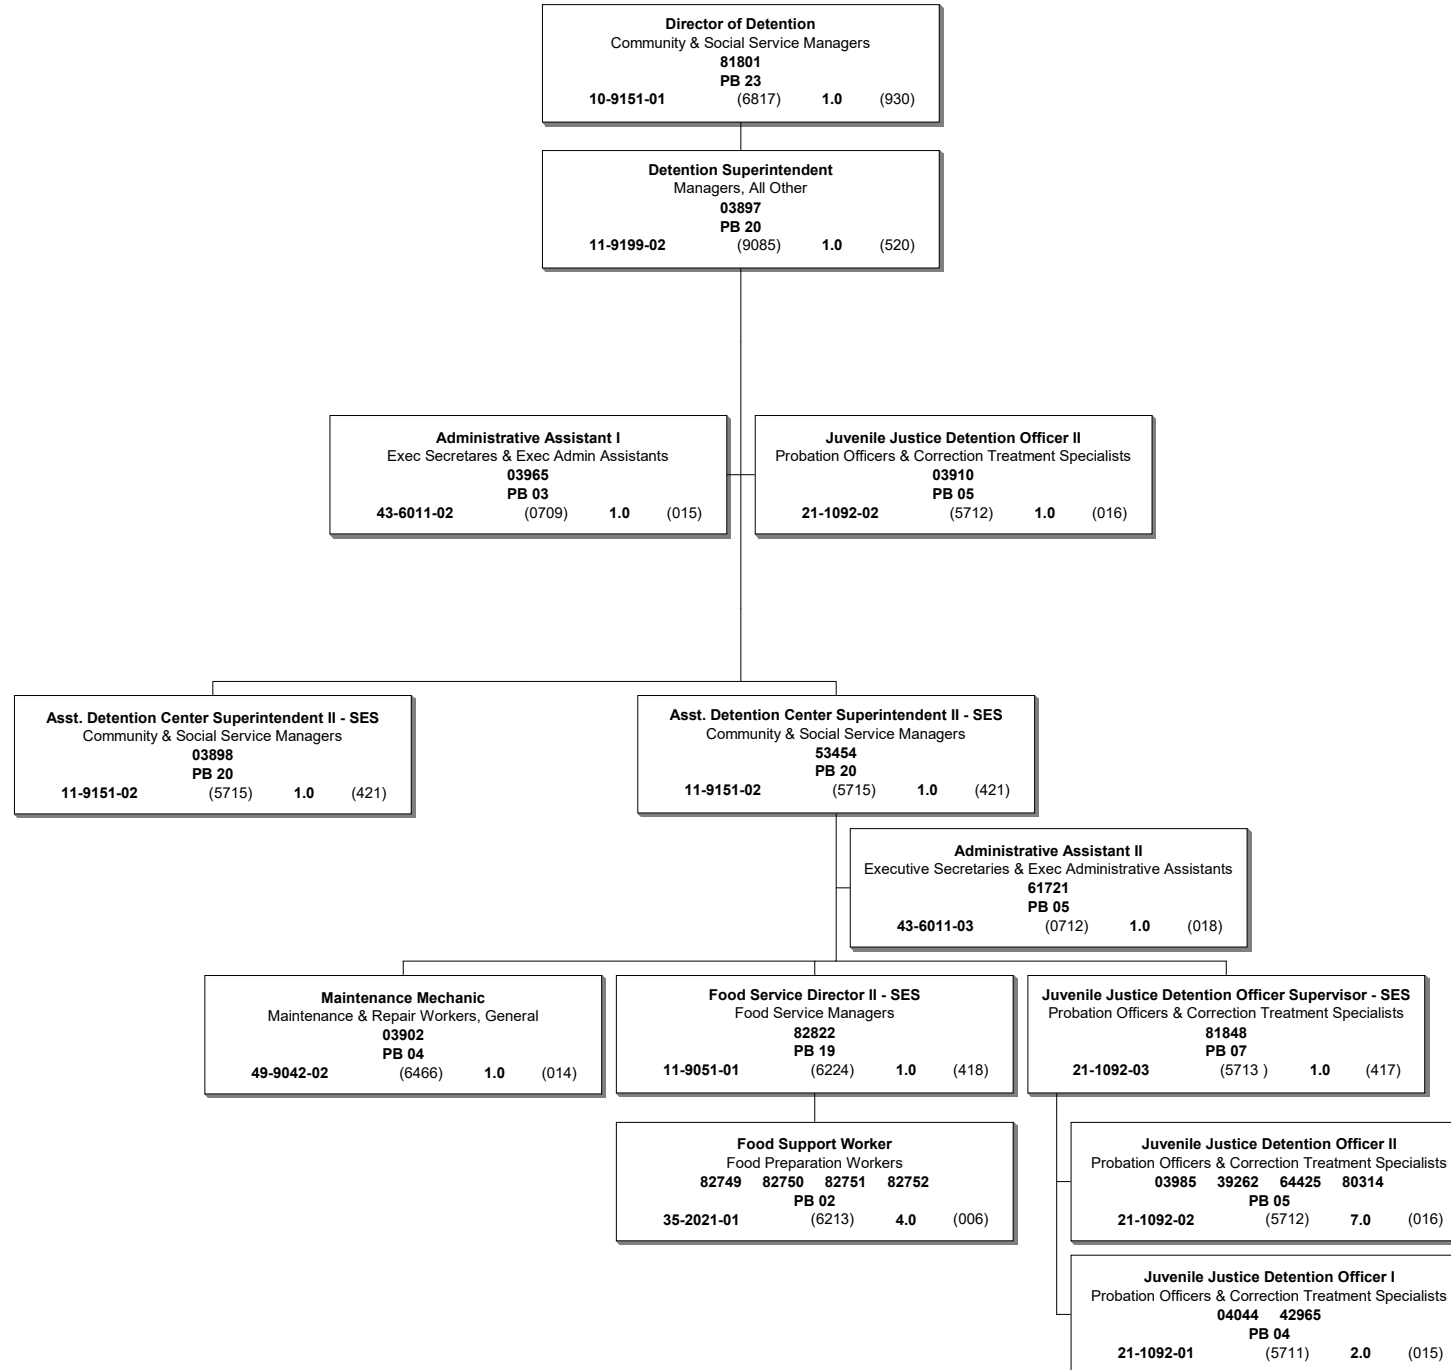 Director of Detention
Community & Social Service Managers
81801
PB 23
10-9151-01 (6817) 1.0 (930)
Detention Superintendent
Managers, All Other
03897
PB 20
11-9199-02 (9085) 1.0 (520)
Administrative Assistant I
Exec Secretares & Exec Admin Assistants
03965
PB 03
43-6011-02 (0709) 1.0 (015)
Juvenile Justice Detention Officer II
Probation Officers & Correction Treatment Specialists
03910
PB 05
21-1092-02 (5712) 1.0 (016)
Asst. Detention Center Superintendent II - SES
Community & Social Service Managers
03898
PB 20
11-9151-02 (5715) 1.0 (421)
Asst. Detention Center Superintendent II - SES
Community & Social Service Managers
53454
PB 20
11-9151-02 (5715) 1.0 (421)
Administrative Assistant II
Executive Secretaries & Exec Administrative Assistants
61721
PB 05
43-6011-03 (0712) 1.0 (018)
Maintenance Mechanic
Maintenance & Repair Workers, General
03902
PB 04
49-9042-02 (6466) 1.0 (014)
Food Service Director II - SES
Food Service Managers
82822
PB 19
11-9051-01 (6224) 1.0 (418)
Juvenile Justice Detention Officer Supervisor - SES
Probation Officers & Correction Treatment Specialists
81848
PB 07
21-1092-03 (5713 ) 1.0 (417)
Food Support Worker
Food Preparation Workers
82749 82750 82751 82752
PB 02
35-2021-01 (6213) 4.0 (006)
Juvenile Justice Detention Officer II
Probation Officers & Correction Treatment Specialists
03985 39262 64425 80314
PB 05
21-1092-02 (5712) 7.0 (016)
Juvenile Justice Detention Officer I
Probation Officers & Correction Treatment Specialists
04044 42965
PB 04
21-1092-01 (5711) 2.0 (015)